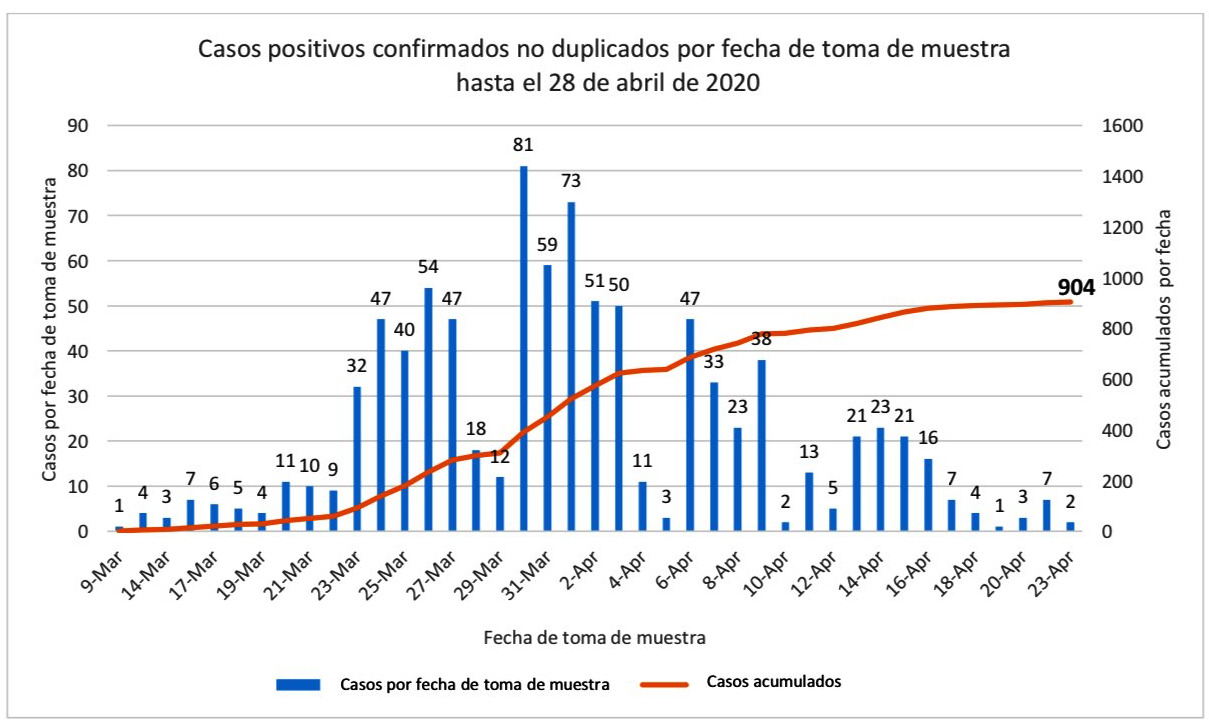 Casos positivos confirmados no duplicados por fecha de toma de muestra
hasta el 28 de abril de 2020
Casos por fecha de toma de muestra
90
80
70
60
50
40
30
20
10
0
1600
1400
1200
1000
800
600
400
200
0
Casos acumulados por fecha
1 4 3 7 6 5 4 11 10 9 32 47 40 54 47 18 12 81 59 73 51 50 11 3 47 33 23 38 2 13 5 21 23 21 16 7 4 1 3 7 2
904
9-Mar 14-Mar 17-Mar 19-Mar 21-Mar 23-Mar 25-Mar 27-Mar 29-Mar 31-Mar 2-Apr 4-Apr 6-Apr 8-Apr 10-Apr 12-Apr 14-Apr 16-Apr 18-Apr 20-Apr 23-Apr
Fecha de toma de muestra
Casos por fecha de toma de muestra Casos acumulados